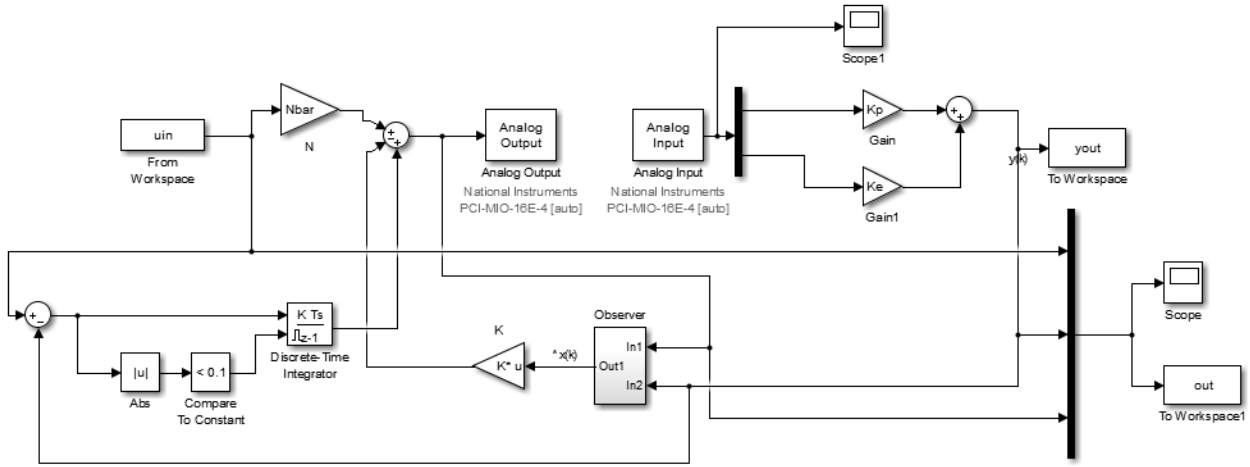 Scope1
Nbar
N
uin
From
Workspace
+
−
+
Analog
Output
Analog Output
National Instruments
PCI-MIO-16E-4 [auto]
Analog
Input
Analog Input
National Instruments
PCI-MIO-16E-4 [auto]
Kp
Gain
+
+
Ke
Gain1
y(k)
yout
To Workspace
+
−
K Ts
z-1
Discrete-Time
Integrator
|u|
Abs
< 0.1
Compare
To Constant
K
K* u
^x(k)
Observer
In1
Out1
In2
Scope
out
To Workspace1